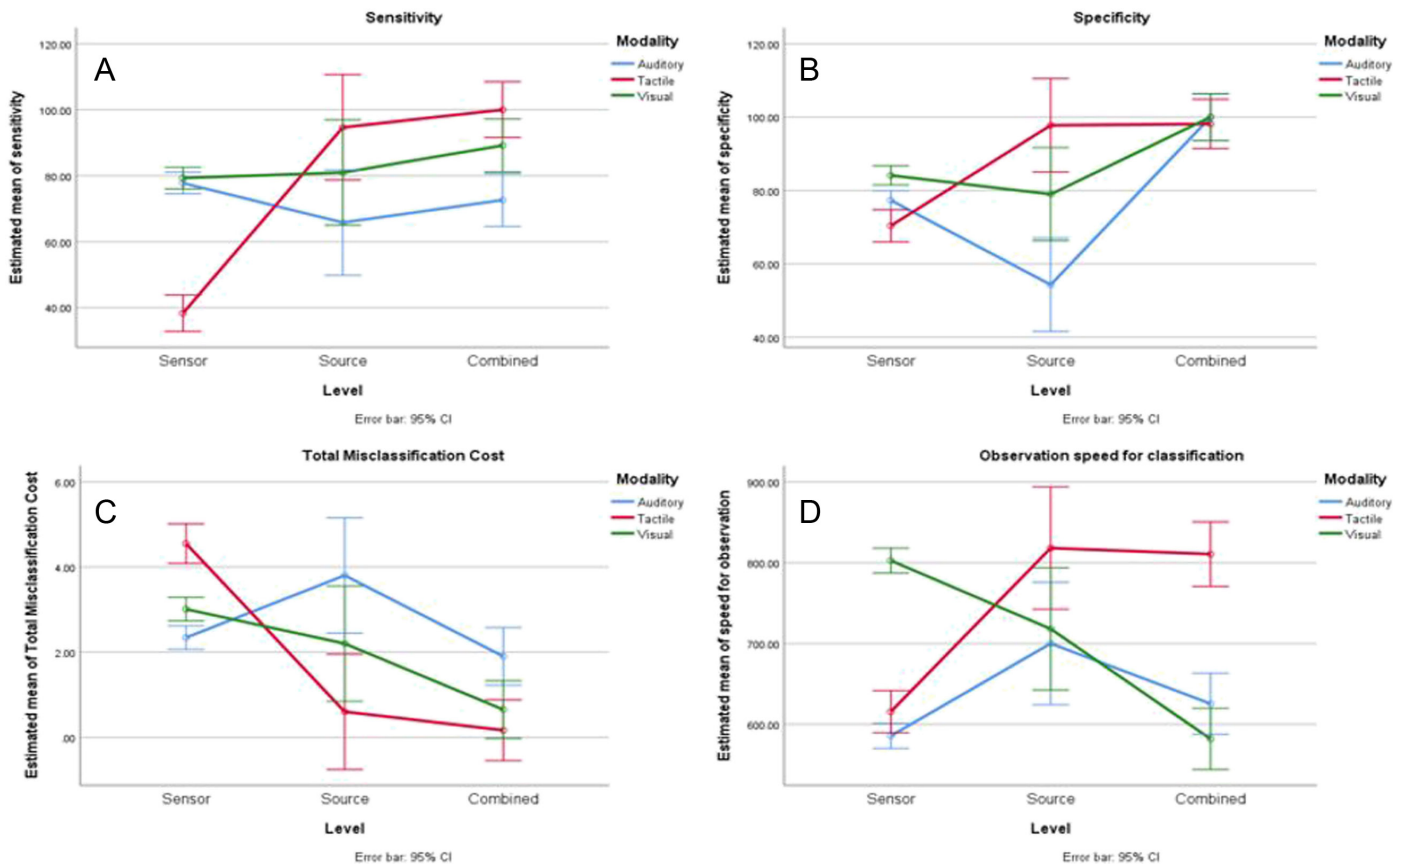 Sensitivity
A
Estimated mean of sensitivity
120.00
100.00
80.00
60.00
40.00
Sensor
Source
Combined
Level
Error bar: 95% CI
Modality
Auditory
Tactile
Visual
Specificity
B
Estimated mean of specificity
120.00
100.00
80.00
60.00
40.00
Sensor
Source
Combined
Level
Error bar: 95% CI
Modality
Auditory
Tactile
Visual
Total Misclassification Cost
C
Estimated mean of Total Misclassification Cost
6.00
4.00
2.00
.00
Sensor
Source
Combined
Level
Error bar: 95% CI
Modality
Auditory
Tactile
Visual
Observation speed for classification
D
Estimated mean of speed for observation
900.00
800.00
700.00
600.00
Sensor
Source
Combined
Level
Error bar: 95% CI
Modality
Auditory
Tactile
Visual